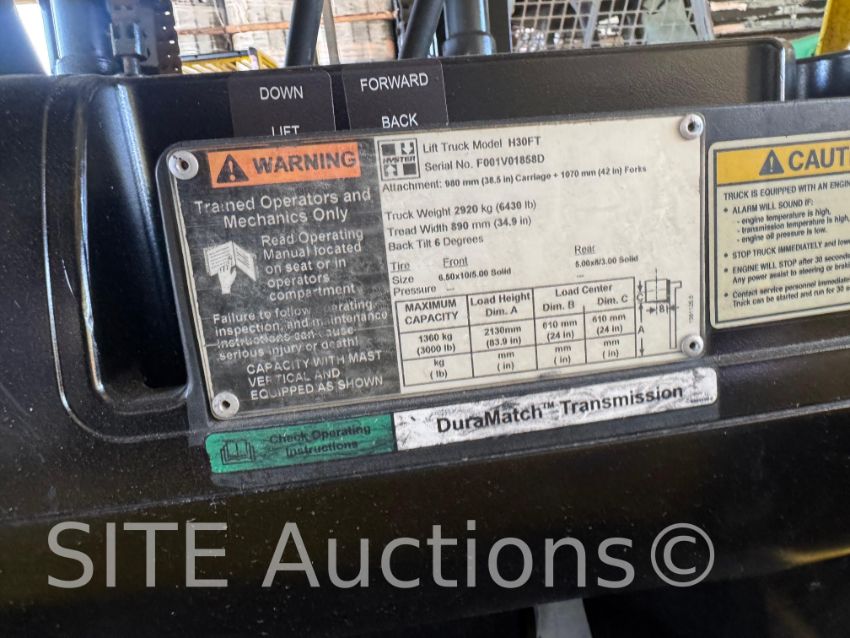 DOWN
LIFT
FORWARD
BACK
WARNING
Trained Operators and
Mechanics Only
Read Operating
Manual located
on seat or in
operators
compartment
Failure to follow operating,
inspection, and maintenance
instructions can cause
serious injury or death!
CAPACITY WITH MAST
VERTICAL AND
EQUIPPED AS SHOWN
HYSTER
Lift Truck Model H30FT
Serial No. F001V01858D
Attachment: 980 mm (38.5 in) Carriage + 1070 mm (42 in) Forks
Truck Weight 2920 kg (6430 lb)
Tread Width 890 mm (34.9 in)
Back Tilt 6 Degrees
Tire Front Rear
Size 6.50x10/5.00 Solid 5.00x8/3.00 Solid
Pressure --- ---
MAXIMUM CAPACITY Load Height Dim. A Load Center Dim. B Dim. C
1360 kg (3000 lb) 2130mm (83.9 in) 610 mm (24 in) 610 mm (24 in)
kg (lb) mm (in) mm (in) mm (in)
C
B
A
CAUT
TRUCK IS EQUIPPED WITH AN ENGIN
• ALARM WILL SOUND IF:
- engine temperature is high,
- transmission temperature is high,
- engine oil pressure is low.
• STOP TRUCK IMMEDIATELY and lowe
• ENGINE WILL STOP after 30 seconds
Any power assist to steering or brake
• Contact service personnel immediate
Truck can be started and run for 30 s
Check Operating
Instructions
DuraMatch™ Transmission
SITE Auctions©